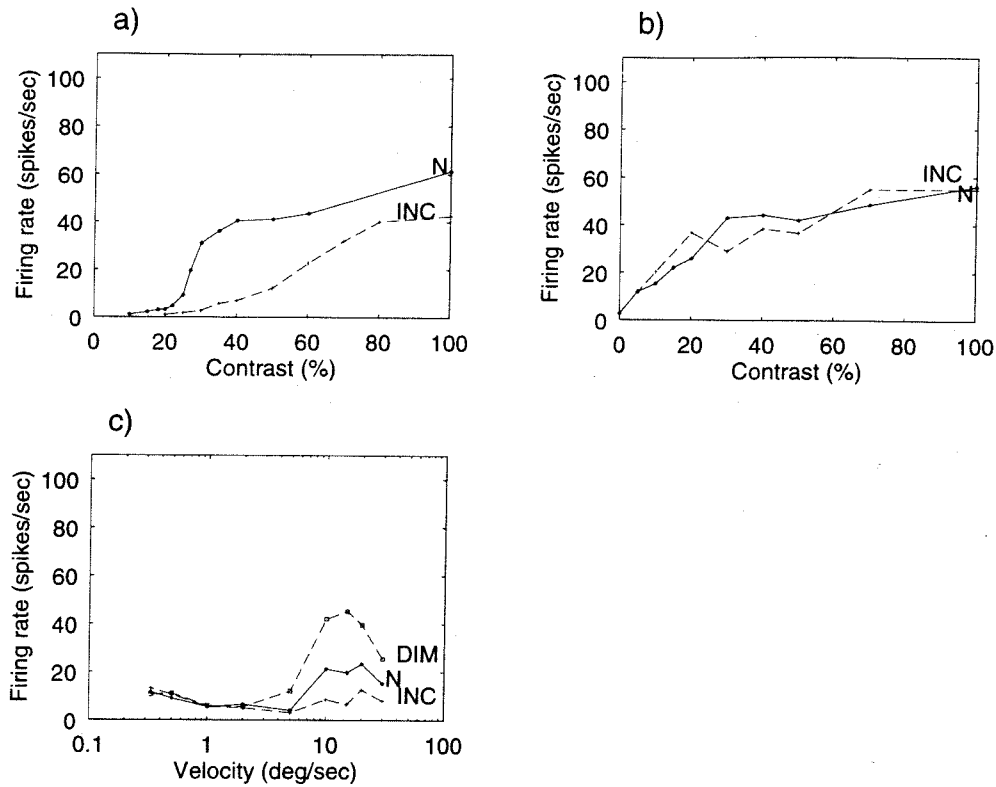 a)
Firing rate (spikes/sec)
100
80
60
40
20
0
N
INC
0 20 40 60 80 100
Contrast (%)
b)
Firing rate (spikes/sec)
100
80
60
40
20
0
INC
N
0 20 40 60 80 100
Contrast (%)
c)
Firing rate (spikes/sec)
100
80
60
40
20
0
DIM
N
INC
0.1 1 10 100
Velocity (deg/sec)